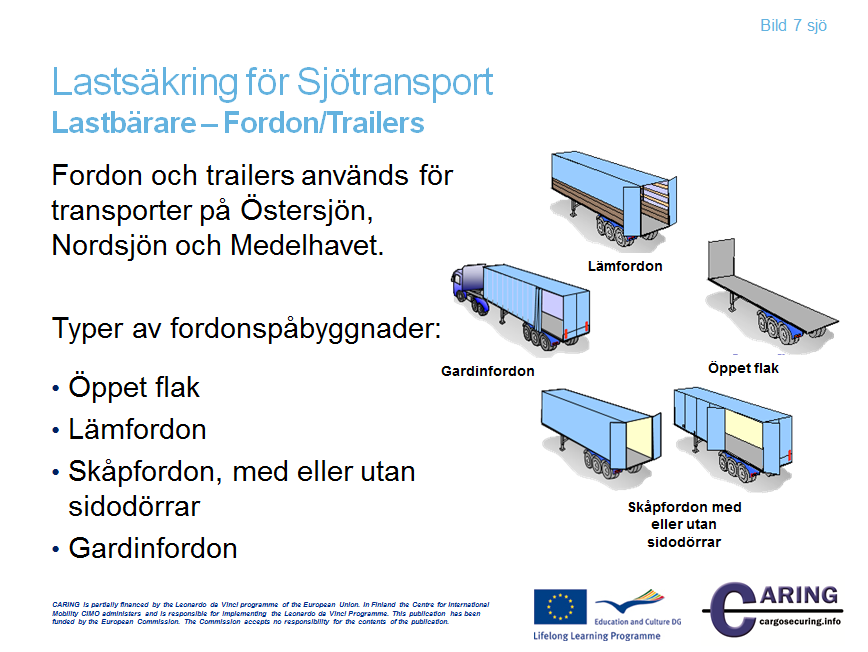 Bild 7 sjö
Lastsäkring för Sjötransport
Lastbärare – Fordon/Trailers
Fordon och trailers används för
transporter på Östersjön,
Nordsjön och Medelhavet.
Typer av fordonspåbyggnader:
• Öppet flak
• Lämfordon
• Skåpfordon, med eller utan
sidodörrar
• Gardinfordon
Lämfordon
Gardinfordon
Öppet flak
Skåpfordon med
eller utan
sidodörrar
CARING is partially financed by the Leonardo da Vinci programme of the European Union. In Finland the Centre for International
Mobility CIMO administers and is responsible for implementing the Leonardo da Vinci Programme. This publication has been
funded by the European Commission. The Commission accepts no responsibility for the contents of the publication.
Education and Culture DG
Lifelong Learning Programme
CARING
cargosecuring.info